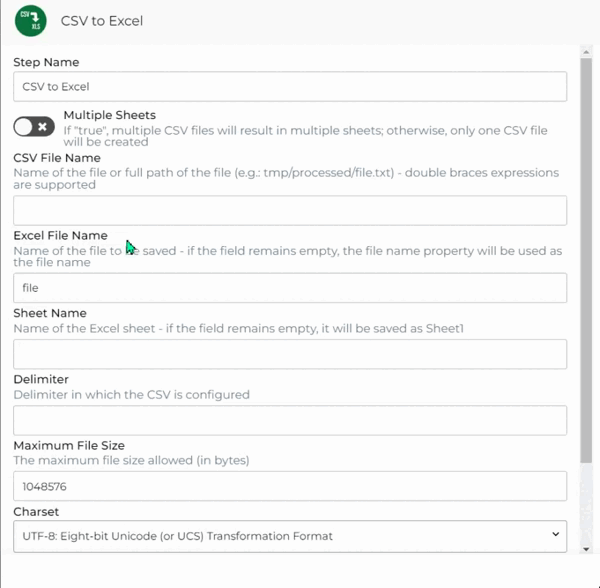 CSV
XLS
CSV to Excel
Step Name
CSV to Excel
Multiple Sheets
If "true", multiple CSV files will result in multiple sheets; otherwise, only one CSV file
will be created
CSV File Name
Name of the file or full path of the file (e.g.: tmp/processed/file.txt) - double braces expressions
are supported
Excel File Name
Name of the file to be saved - if the field remains empty, the file name property will be used as
the file name
file
Sheet Name
Name of the Excel sheet - if the field remains empty, it will be saved as Sheet1
Delimiter
Delimiter in which the CSV is configured
Maximum File Size
The maximum file size allowed (in bytes)
1048576
Charset
UTF-8: Eight-bit Unicode (or UCS) Transformation Format